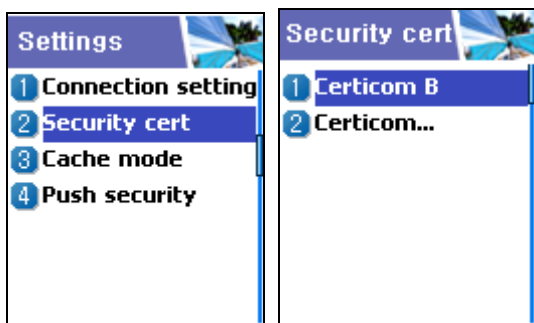 Settings
1 Connection setting
2 Security cert
3 Cache mode
4 Push security
Security cert
1 Certicom B
2 Certicom...